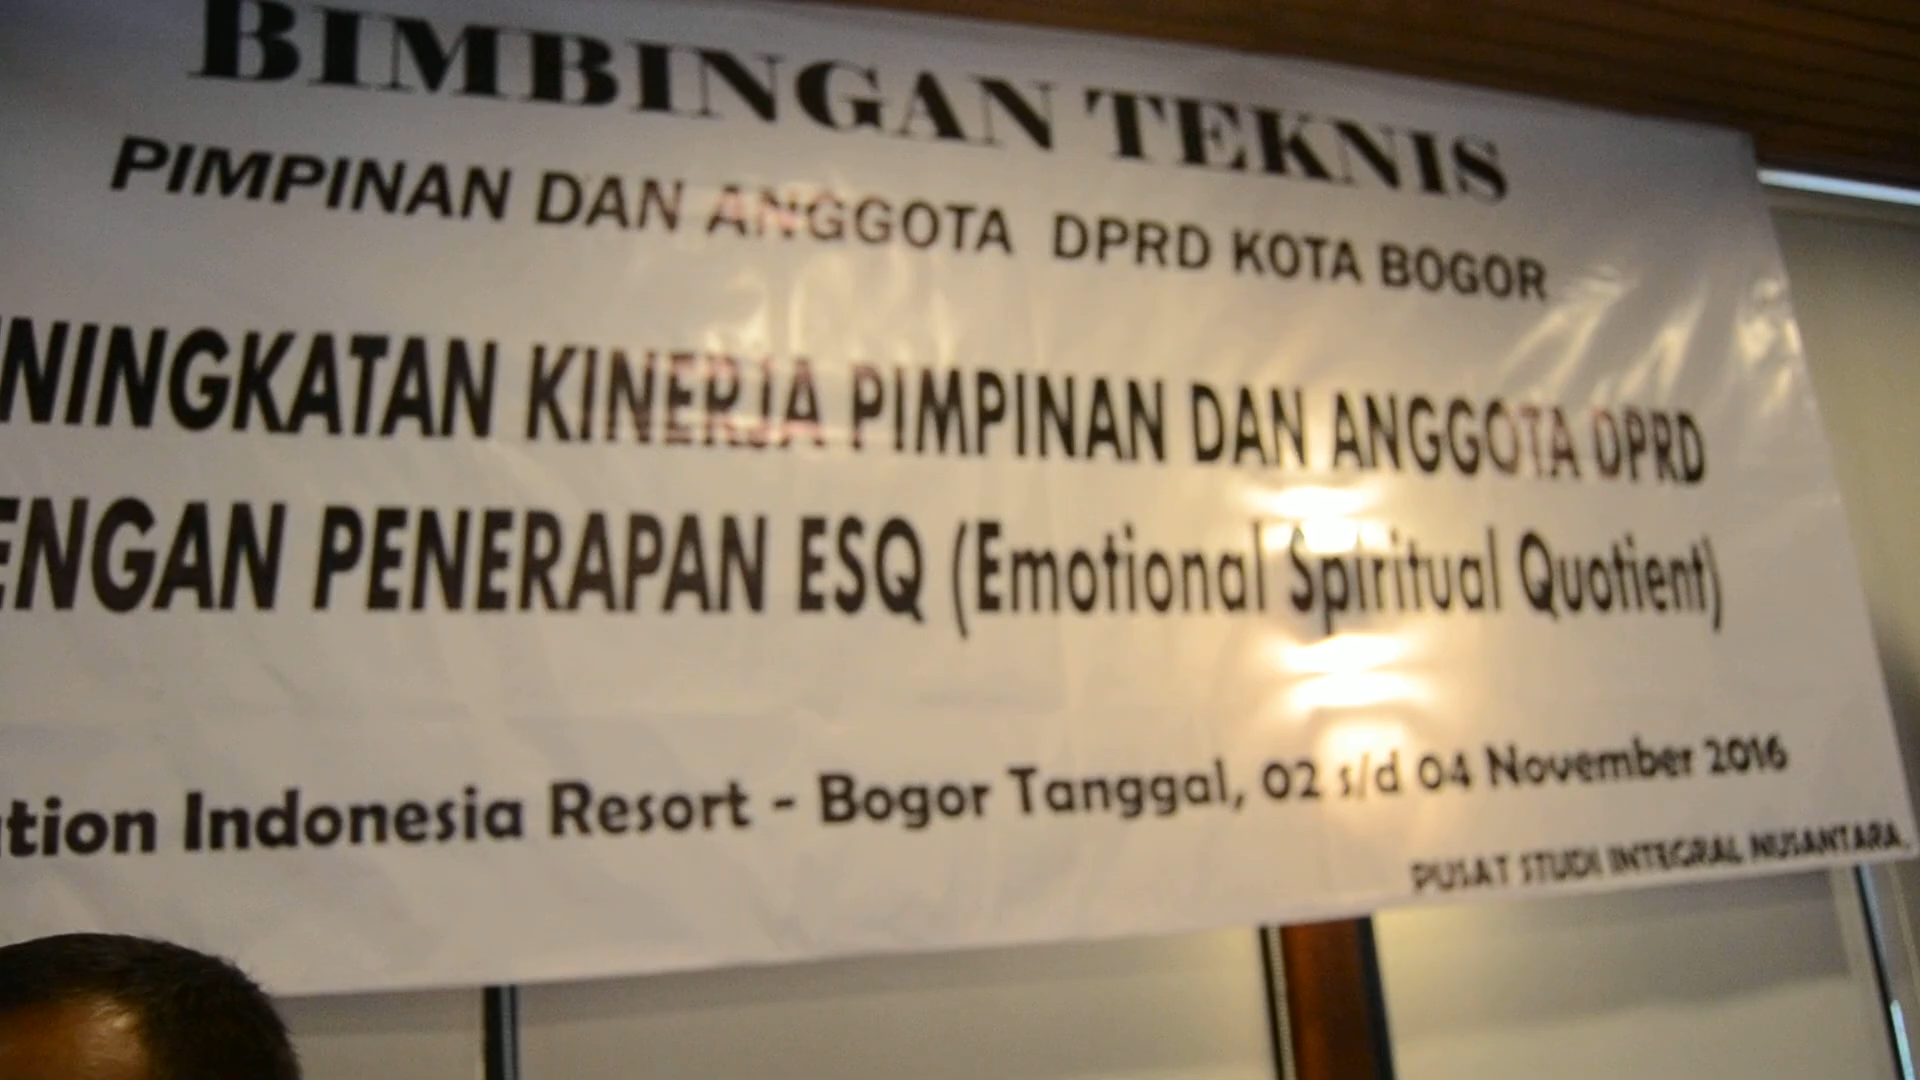 BIMBINGAN TEKNIS
PIMPINAN DAN ANGGOTA DPRD KOTA BOGOR
NINGKATAN KINERJA PIMPINAN DAN ANGGOTA DPRD
ENGAN PENERAPAN ESQ (Emotional Spiritual Quotient)
tion Indonesia Resort - Bogor Tanggal, 02 s/d 04 November 2016
PUSAT STUDI INTEGRAL NUSANTARA.